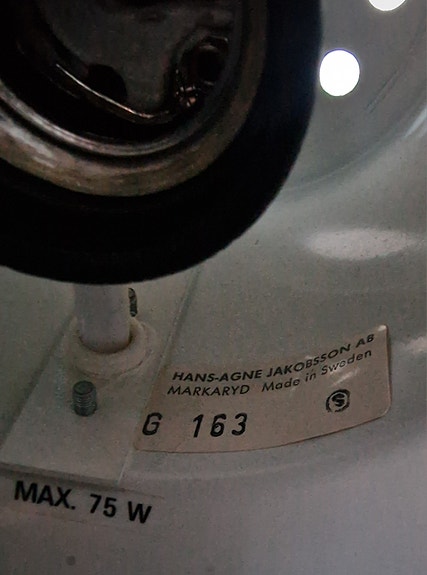 HANS-AGNE JAKOBSSON AB
MARKARYD Made in Sweden
G 163
S
MAX. 75 W